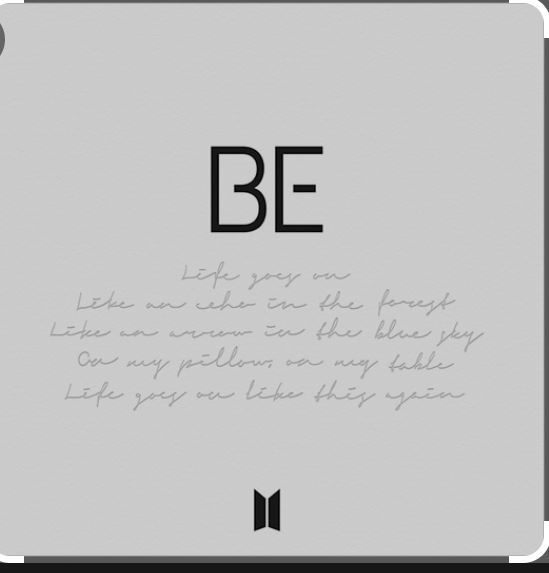 BE
Life goes on
Like an echo in the forest
Like an arrow in the blue sky
On my pillow, on my table
Life goes on like this again